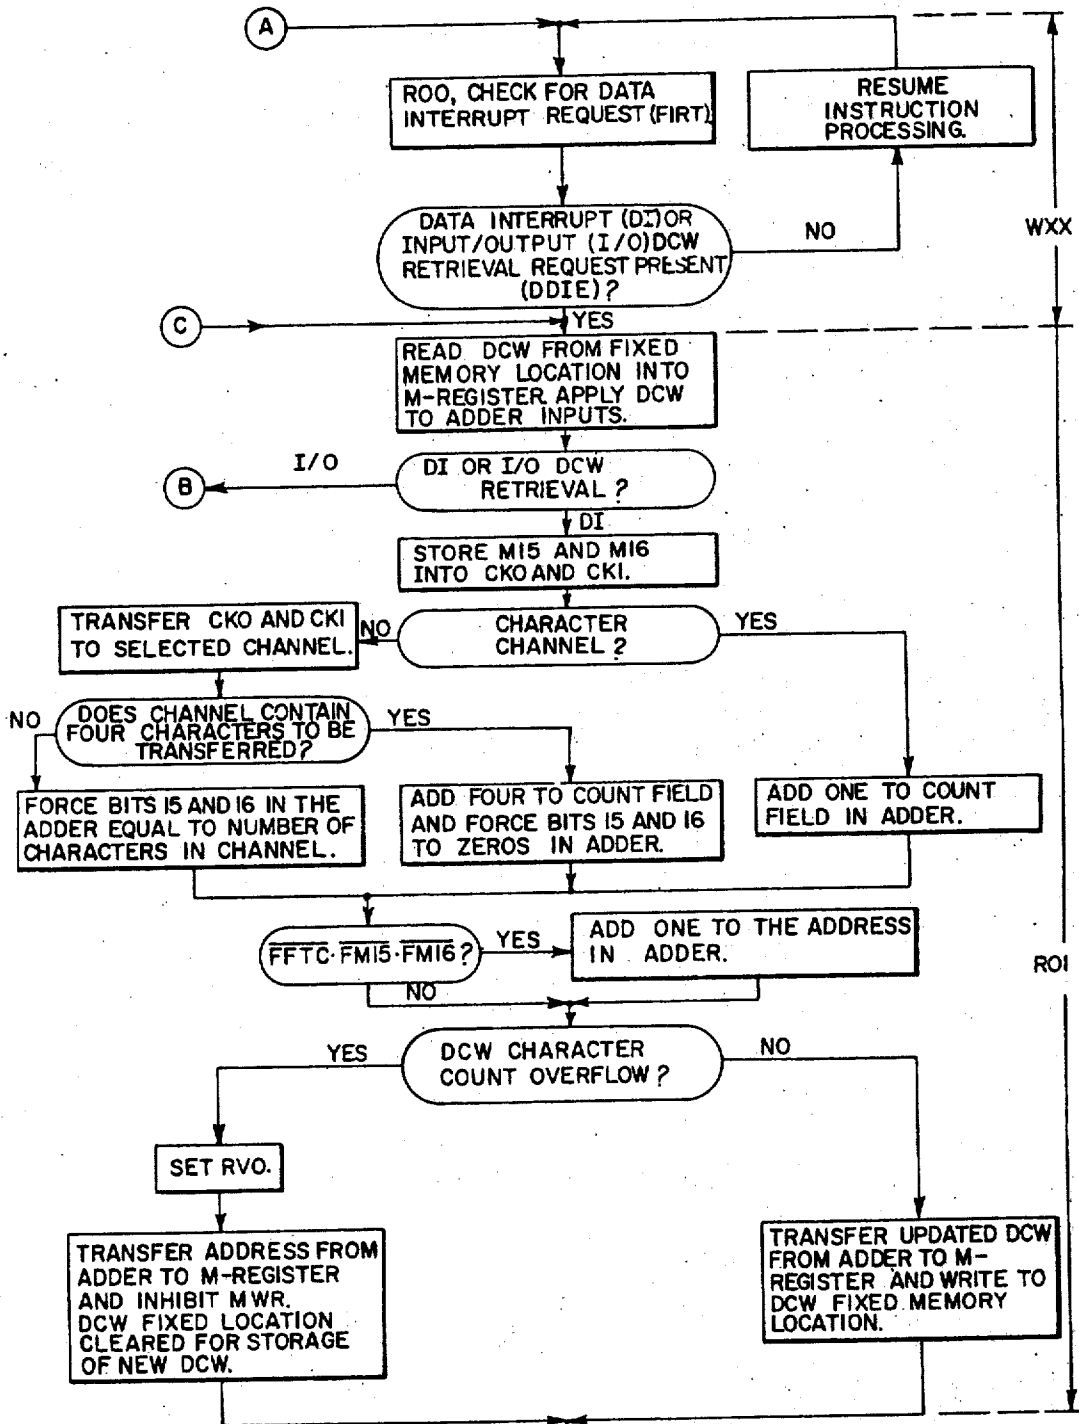 A
ROO, CHECK FOR DATA
INTERRUPT REQUEST (FIRT)
RESUME
INSTRUCTION
PROCESSING.
DATA INTERRUPT (DI) OR
INPUT/OUTPUT (I/O) DCW
RETRIEVAL REQUEST PRESENT
(DDIE)?
NO
WXX
C
YES
READ DCW FROM FIXED
MEMORY LOCATION INTO
M-REGISTER APPLY DCW
TO ADDER INPUTS.
I/O
B
DI OR I/O DCW
RETRIEVAL?
DI
STORE M15 AND M16
INTO CKO AND CK1.
TRANSFER CKO AND CK1
TO SELECTED CHANNEL.
NO
CHARACTER
CHANNEL?
YES
NO
DOES CHANNEL CONTAIN
FOUR CHARACTERS TO BE
TRANSFERRED?
YES
FORCE BITS 15 AND 16 IN THE
ADDER EQUAL TO NUMBER OF
CHARACTERS IN CHANNEL.
ADD FOUR TO COUNT FIELD
AND FORCE BITS 15 AND 16
TO ZEROS IN ADDER.
ADD ONE TO COUNT
FIELD IN ADDER.
F̅F̅T̅C̅·F̅M̅1̅5̅·F̅M̅1̅6̅?
YES
ADD ONE TO THE ADDRESS
IN ADDER.
NO
RO1
YES
DCW CHARACTER
COUNT OVERFLOW?
NO
SET RVO.
TRANSFER ADDRESS FROM
ADDER TO M-REGISTER
AND INHIBIT MWR.
DCW FIXED LOCATION
CLEARED FOR STORAGE
OF NEW DCW.
TRANSFER UPDATED DCW
FROM ADDER TO M-
REGISTER AND WRITE TO
DCW FIXED MEMORY
LOCATION.